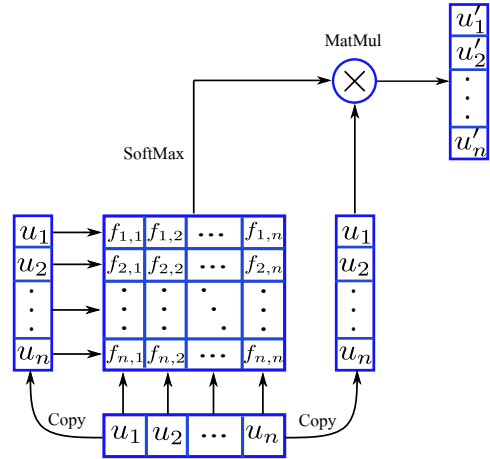 u'₁
MatMul
u'₂
⋮
SoftMax
u'ₙ
u₁ f₁,₁ f₁,₂ ... f₁,ₙ u₁
u₂ f₂,₁ f₂,₂ ... f₂,ₙ u₂
⋮ ⋮ ⋮ ⋱ ⋮ ⋮
uₙ fₙ,₁ fₙ,₂ ... fₙ,ₙ uₙ
Copy u₁ u₂ ... uₙ Copy